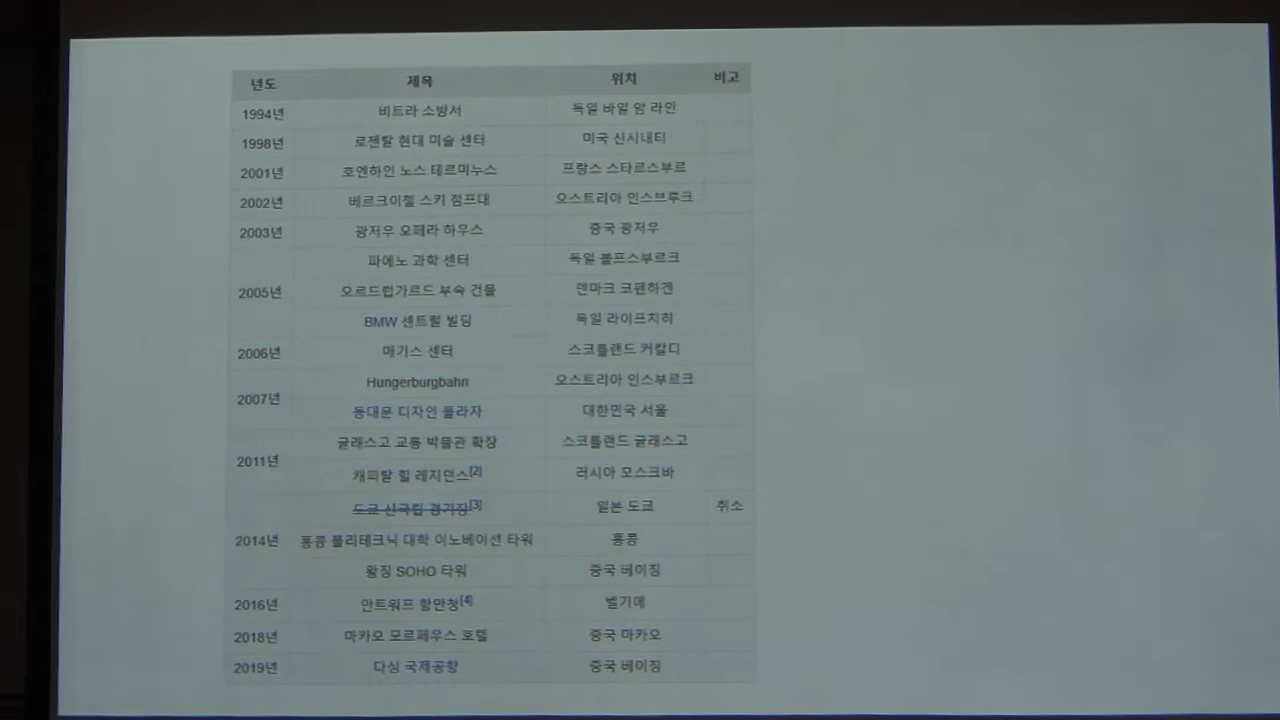 년도 제목 위치 비고
1994년 비트라 소방서 독일 바일 암 라인
1998년 로젠탈 현대 미술 센터 미국 신시내티
2001년 호엔하인 노스 테르미누스 프랑스 스타르스부르
2002년 베르크이젤 스키 점프대 오스트리아 인스브루크
2003년 광저우 오페라 하우스 중국 광저우
파에노 과학 센터 독일 볼프스부르크
2005년 오르드럽가르드 부속 건물 덴마크 코펜하겐
BMW 센트럴 빌딩 독일 라이프치히
2006년 매기스 센터 스코틀랜드 커칼디
2007년 Hungerburgbahn 오스트리아 인스부르크
동대문 디자인 플라자 대한민국 서울
2011년 글래스고 교통 박물관 확장 스코틀랜드 글래스고
캐피탈 힐 레지던스[2] 러시아 모스크바
도쿄 신국립 경기장[3] 일본 도쿄 취소
2014년 홍콩 폴리테크닉 대학 이노베이션 타워 홍콩
왕징 SOHO 타워 중국 베이징
2016년 안트워프 항만청[4] 벨기에
2018년 마카오 모르페우스 호텔 중국 마카오
2019년 다싱 국제공항 중국 베이징